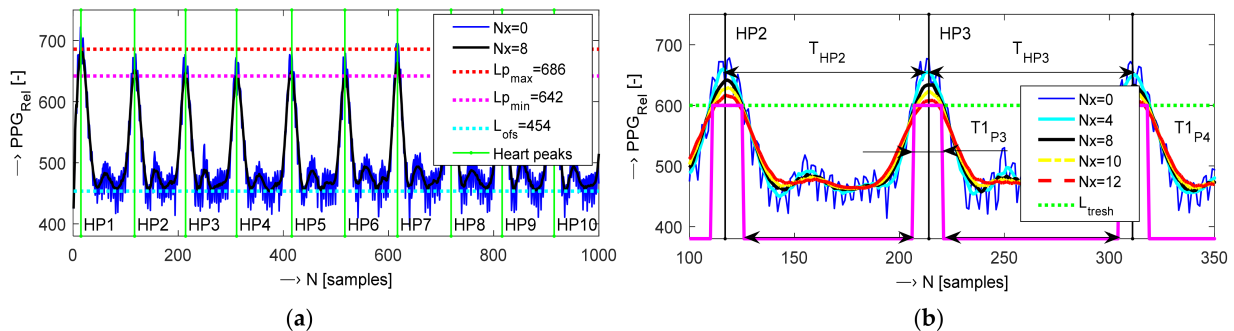 → PPG_Rel [-]
700
600
500
400
Nx=0
Nx=8
Lp_max=686
Lp_min=642
L_ofs=454
Heart peaks
HP1 HP2 HP3 HP4 HP5 HP6 HP7 HP8 HP9 HP10
0 200 400 600 800 1000
→ N [samples]
(a)
→ PPG_Rel [-]
700
600
500
400
HP2 HP3
T_HP2 T_HP3
T1_P3 T1_P4
Nx=0
Nx=4
Nx=8
Nx=10
Nx=12
L_tresh
100 150 200 250 300 350
→ N [samples]
(b)